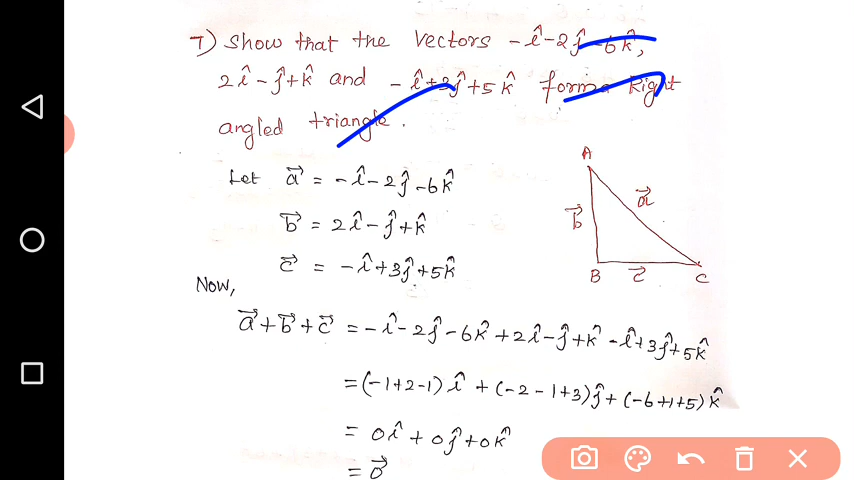 7) Show that the Vectors -î-2ĵ-6k̂,
2î-ĵ+k̂ and -î+3ĵ+5k̂ forms Right
angled triangle.
Let a⃗ = -î-2ĵ-6k̂
b⃗ = 2î-ĵ+k̂
c⃗ = -î+3ĵ+5k̂
A
a⃗
b⃗
B c⃗ C
Now,
a⃗+b⃗+c⃗ = -î-2ĵ-6k̂+2î-ĵ+k̂-î+3ĵ+5k̂
=(-1+2-1)î+(-2-1+3)ĵ+(-6+1+5)k̂
= 0î+0ĵ+0k̂
= 0⃗